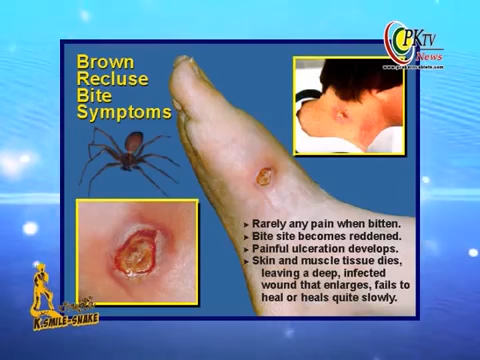 PKTV
News
Brown
Recluse
Bite
Symptoms
Rarely any pain when bitten.
Bite site becomes reddened.
Painful ulceration develops.
Skin and muscle tissue dies,
leaving a deep, infected
wound that enlarges, fails to
heal or heals quite slowly.
K.SMILE-SNAKE